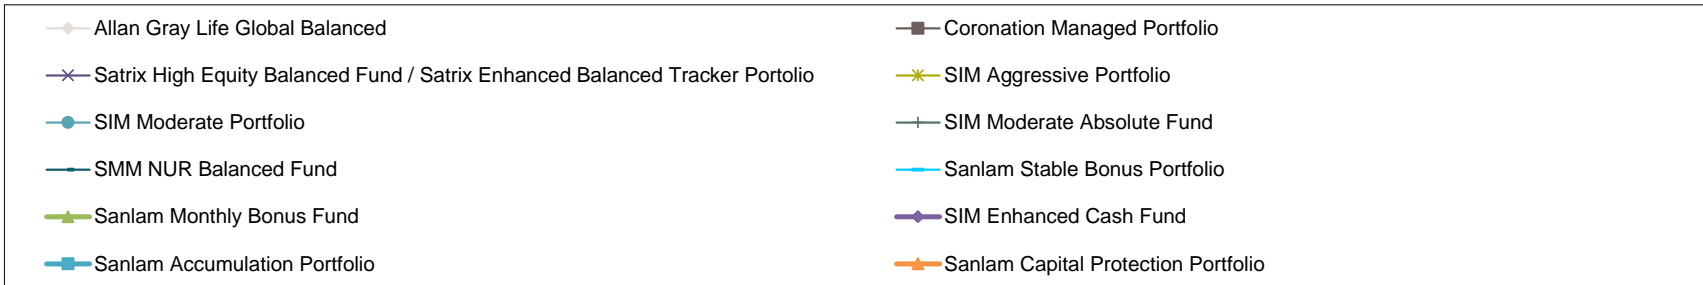 Allan Gray Life Global Balanced
Coronation Managed Portfolio
Satrix High Equity Balanced Fund / Satrix Enhanced Balanced Tracker Portolio
SIM Aggressive Portfolio
SIM Moderate Portfolio
SIM Moderate Absolute Fund
SMM NUR Balanced Fund
Sanlam Stable Bonus Portfolio
Sanlam Monthly Bonus Fund
SIM Enhanced Cash Fund
Sanlam Accumulation Portfolio
Sanlam Capital Protection Portfolio